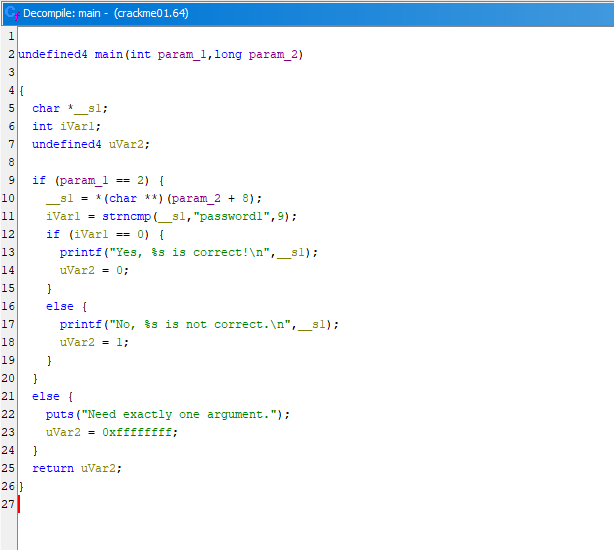 Decompile: main - (crackme01.64)
1
2 undefined4 main(int param_1,long param_2)
3
4 {
5   char *__s1;
6   int iVar1;
7   undefined4 uVar2;
8
9   if (param_1 == 2) {
10     __s1 = *(char **)(param_2 + 8);
11     iVar1 = strncmp(__s1,"password1",9);
12     if (iVar1 == 0) {
13       printf("Yes, %s is correct!\n",__s1);
14       uVar2 = 0;
15     }
16     else {
17       printf("No, %s is not correct.\n",__s1);
18       uVar2 = 1;
19     }
20   }
21   else {
22     puts("Need exactly one argument.");
23     uVar2 = 0xffffffff;
24   }
25   return uVar2;
26 }
27